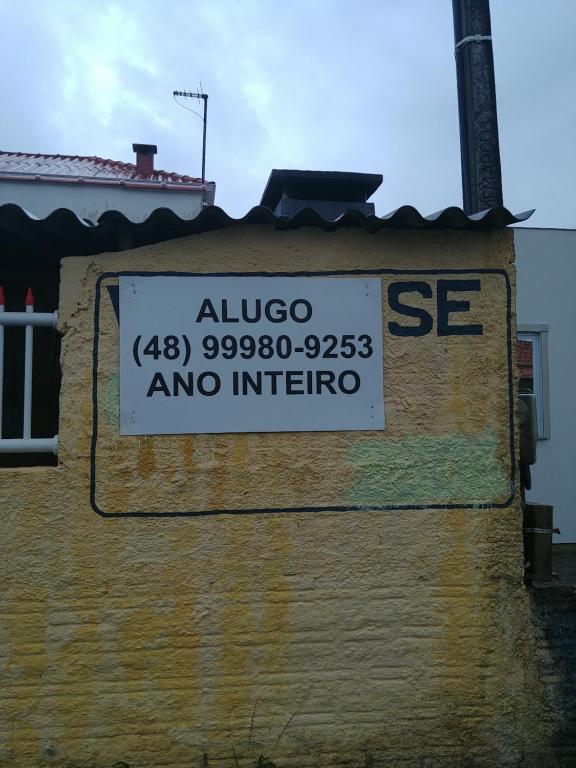 SE
ALUGO
(48) 99980-9253
ANO INTEIRO